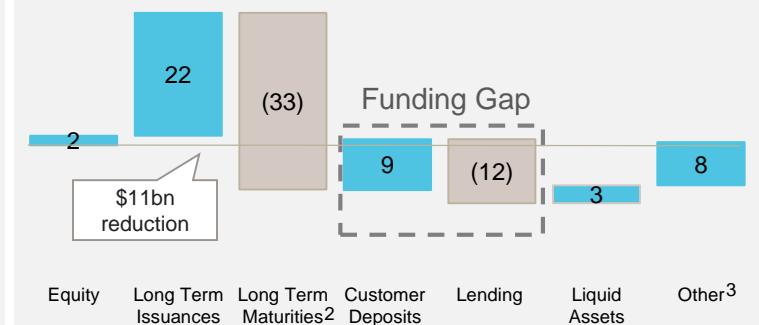 22
(33)
Funding Gap
2
9
(12)
8
3
$11bn
reduction
Equity
Long Term
Issuances
Long Term
Maturities2
Customer
Deposits
Lending
Liquid
Assets
Other3